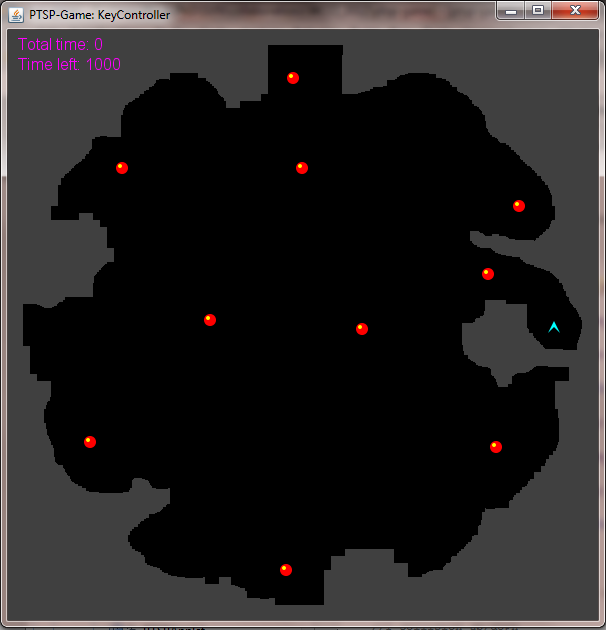 PTSP-Game: KeyController
Total time: 0
Time left: 1000